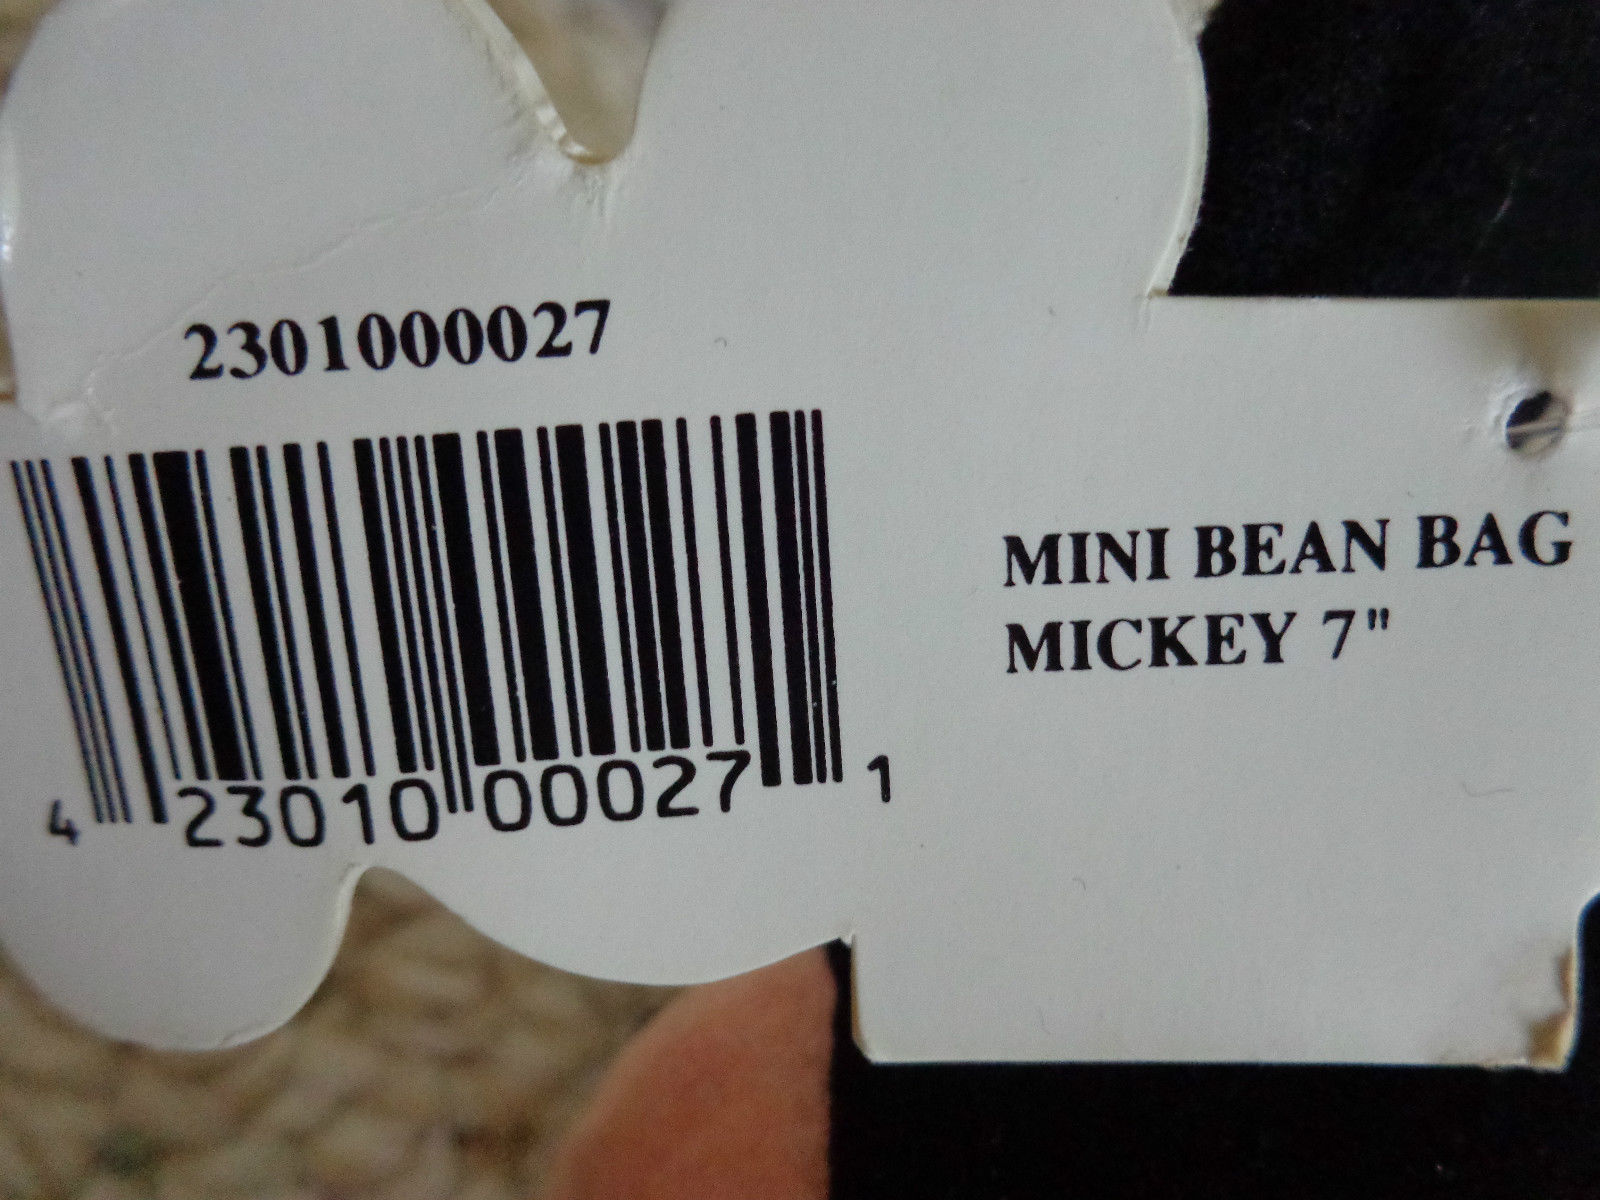 2301000027
4 23010 00027 1
MINI BEAN BAG
MICKEY 7"